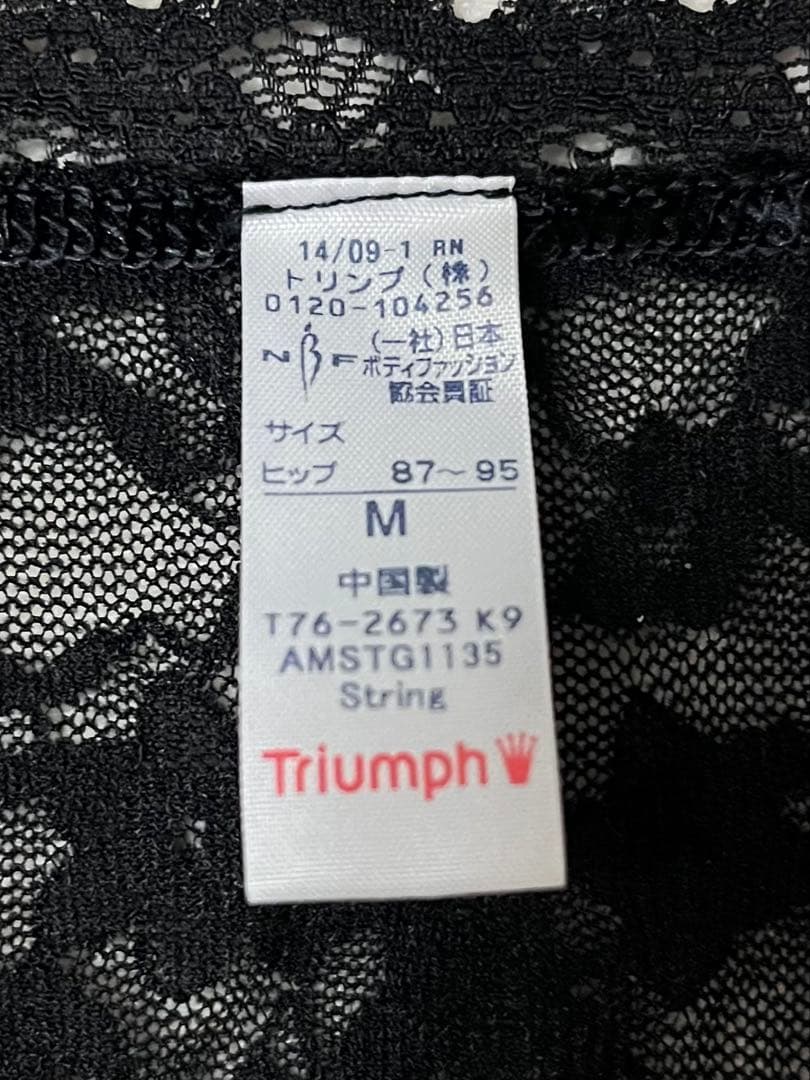 14/09-1 RN
トリンプ(株)
0120-104256
NBF (一社)日本
ボディファッション
協会員証
サイズ
ヒップ 87〜95
M
中国製
T76-2673 K9
AMSTG1135
String
Triumph